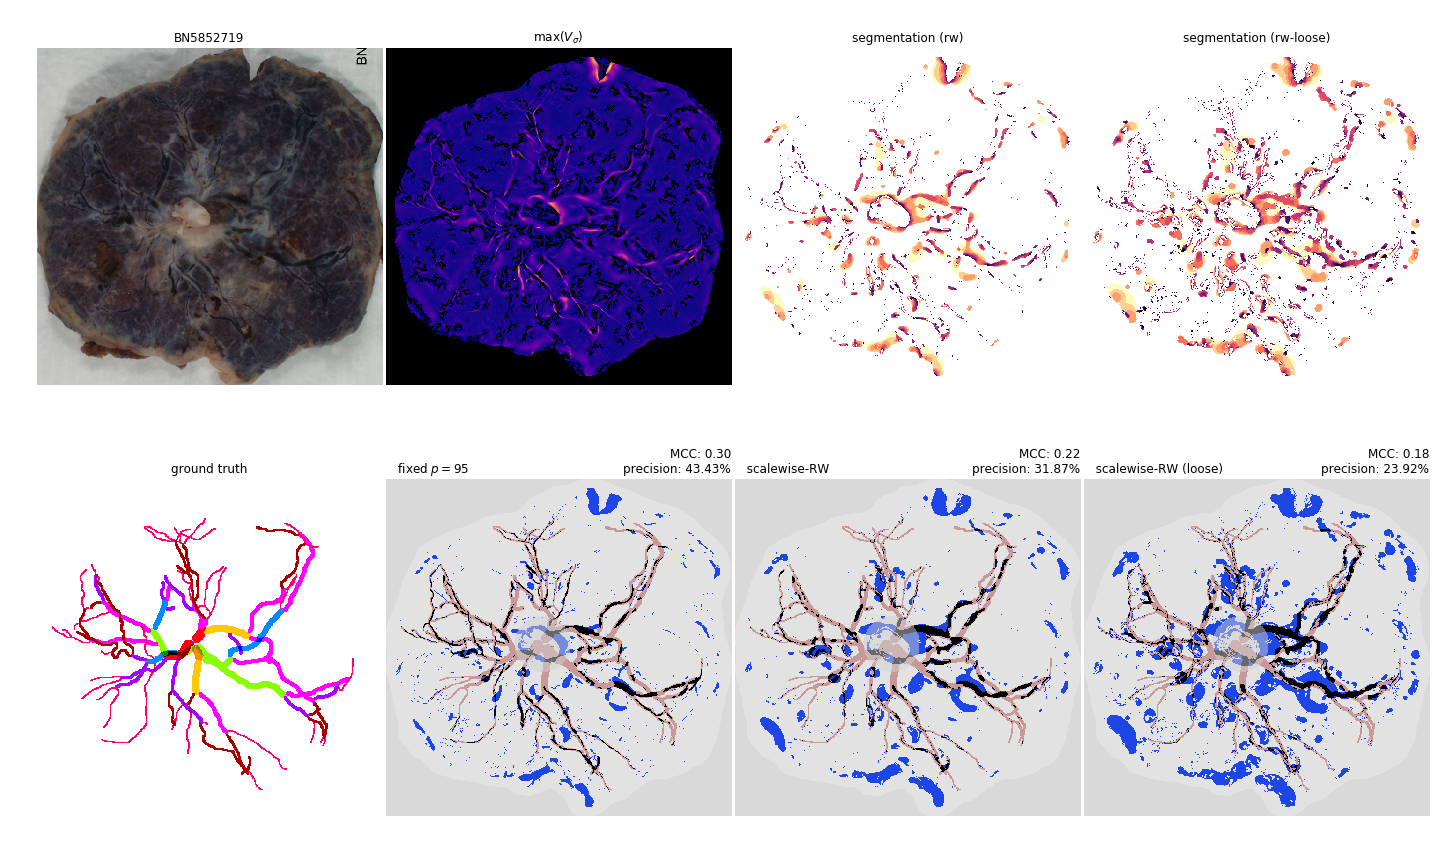 BN5852719
max(V_σ)
segmentation (rw)
segmentation (rw-loose)
BN
ground truth
fixed p = 95
MCC: 0.30
precision: 43.43%
scalewise-RW
MCC: 0.22
precision: 31.87%
scalewise-RW (loose)
MCC: 0.18
precision: 23.92%